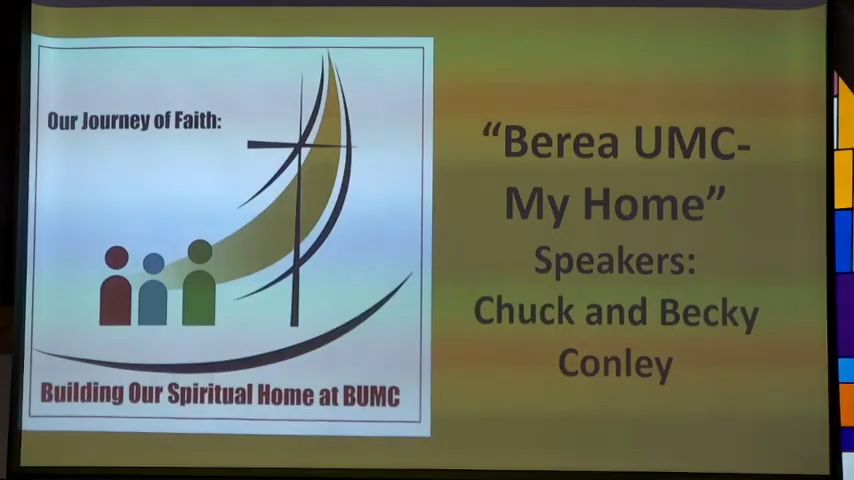 Our Journey of Faith:
Building Our Spiritual Home at BUMC
“Berea UMC-
My Home”
Speakers:
Chuck and Becky
Conley